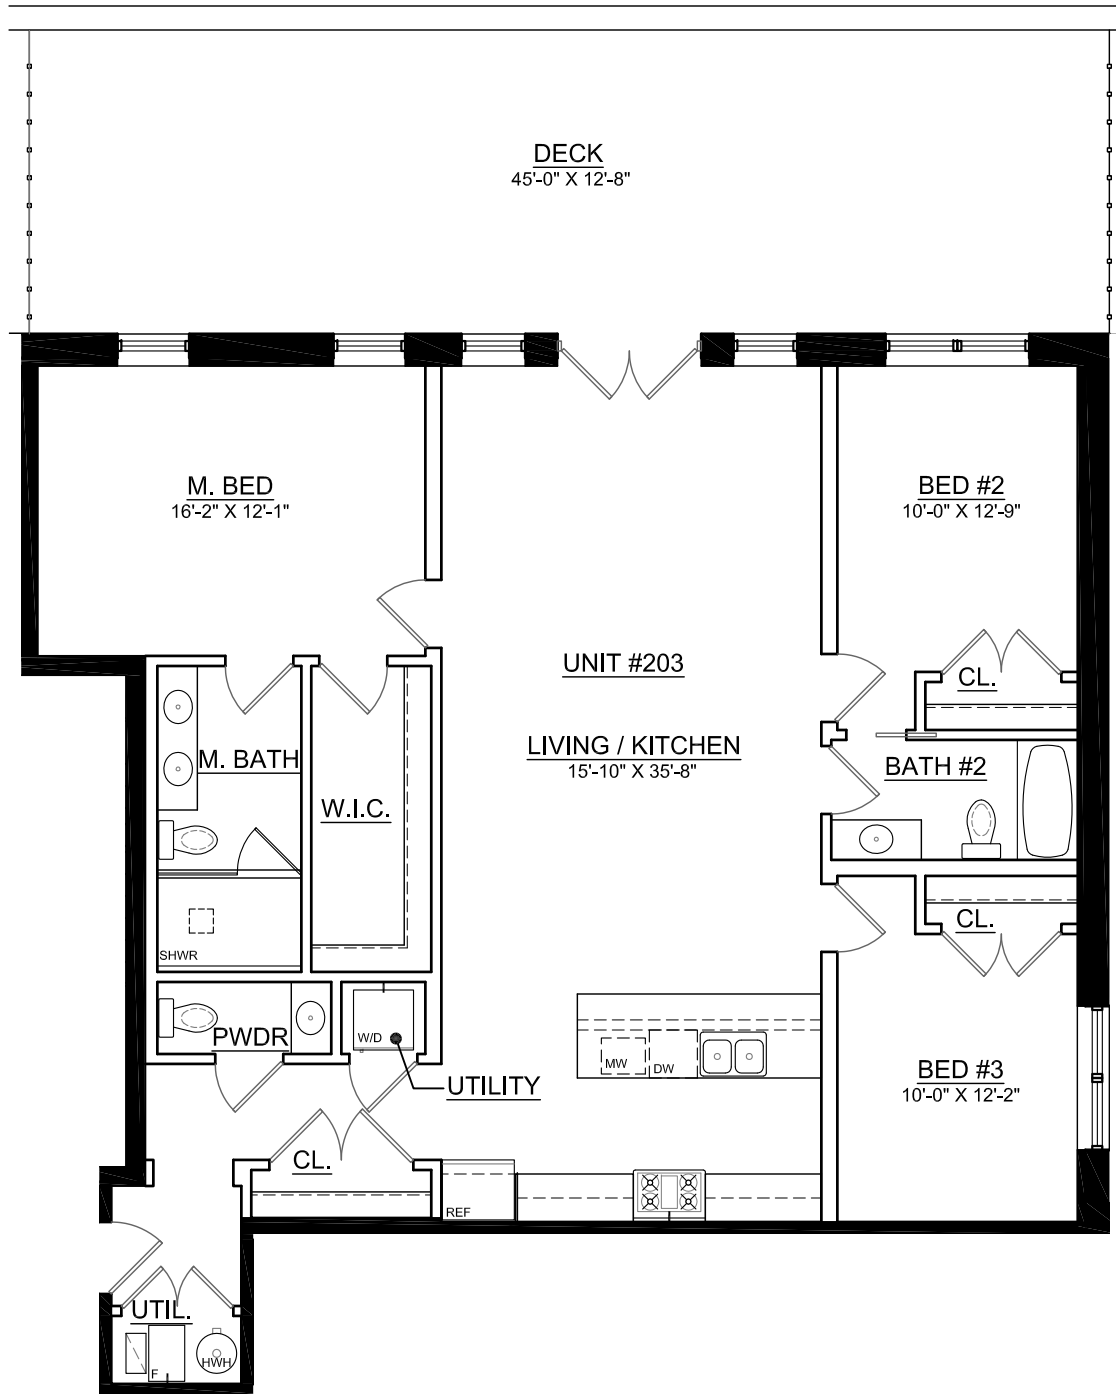 DECK
45'-0" X 12'-8"
M. BED
16'-2" X 12'-1"
BED #2
10'-0" X 12'-9"
UNIT #203
CL.
LIVING / KITCHEN
15'-10" X 35'-8"
M. BATH
BATH #2
W.I.C.
CL.
SHWR
PWDR
W/D
UTILITY
MW
DW
BED #3
10'-0" X 12'-2"
CL.
REF
UTIL.
F
HWH